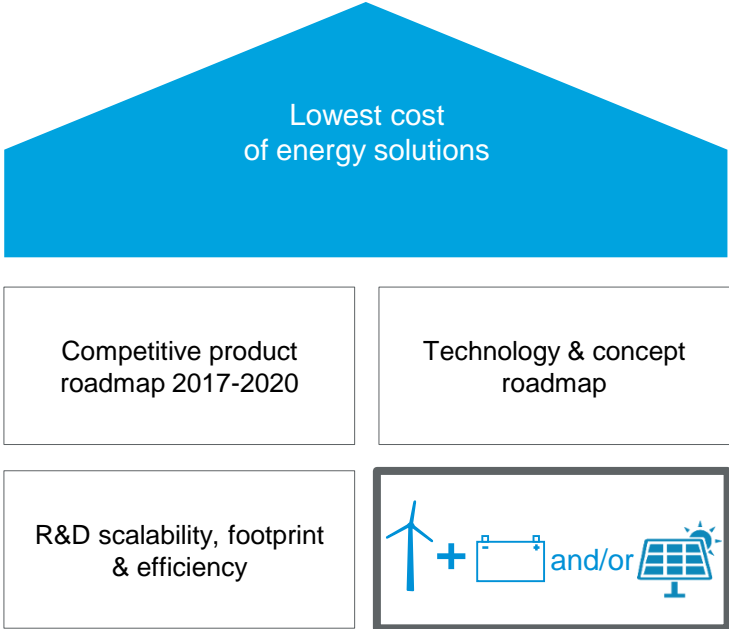 Lowest cost
of energy solutions
Competitive product
roadmap 2017-2020
Technology & concept
roadmap
R&D scalability, footprint
& efficiency
+ and/or